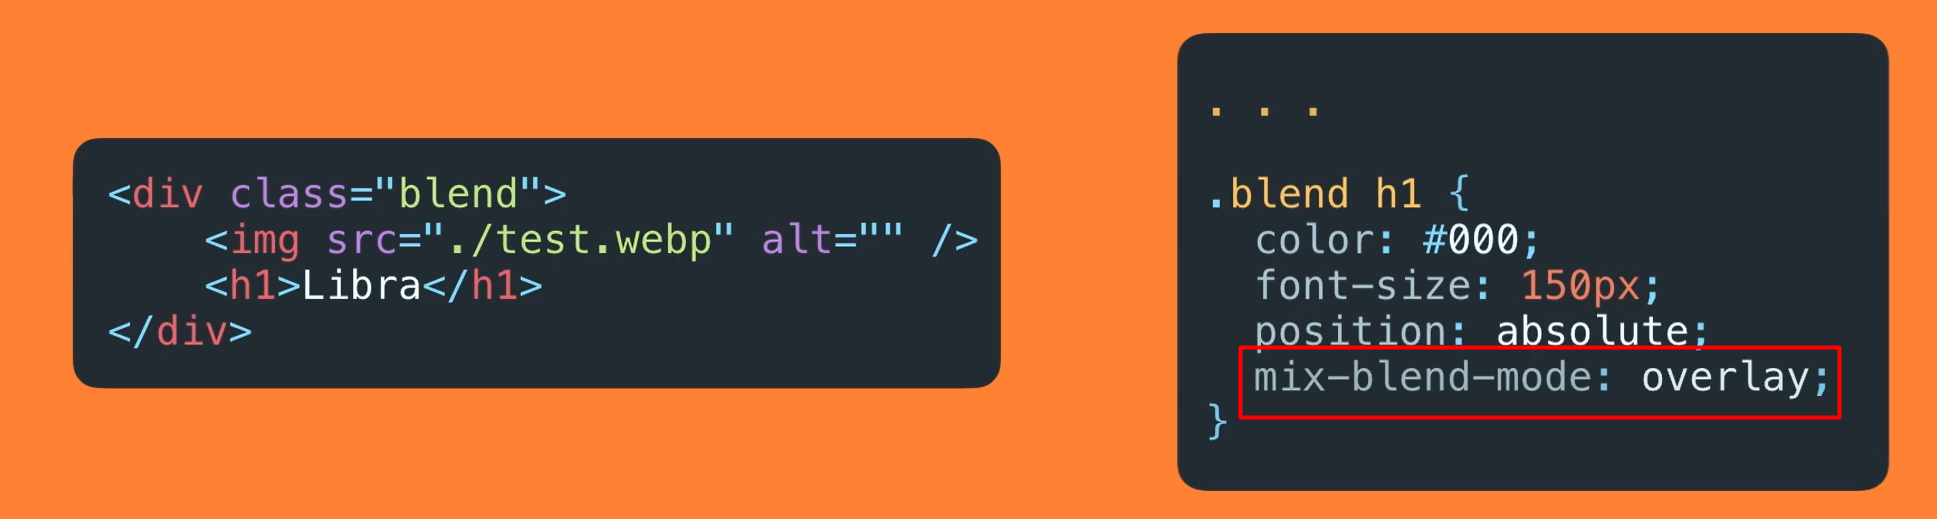 <div class="blend">
    <img src="./test.webp" alt="" />
    <h1>Libra</h1>
</div>
. . .
.blend h1 {
  color: #000;
  font-size: 150px;
  position: absolute;
  mix-blend-mode: overlay;
}